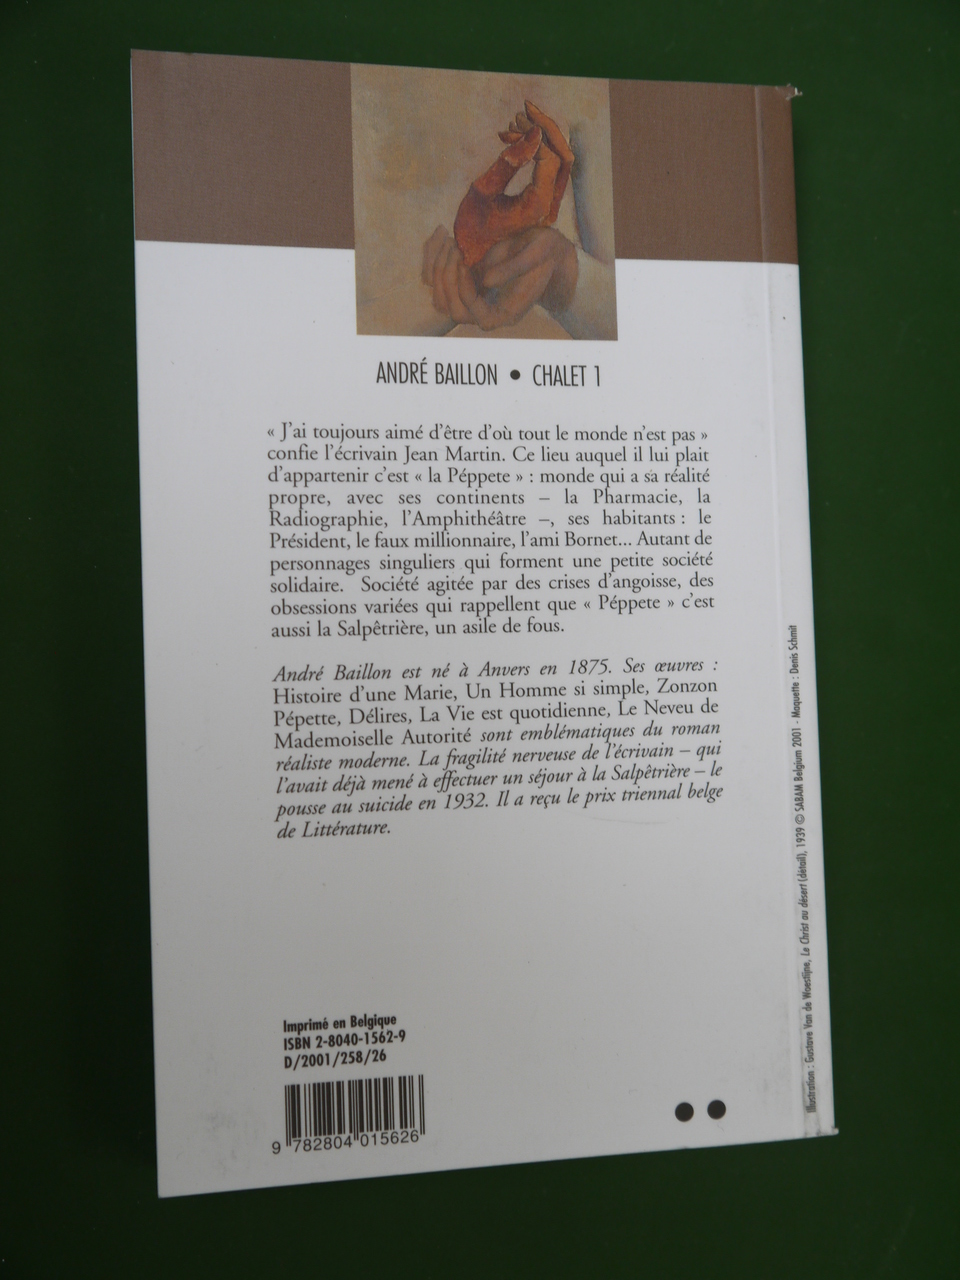 ANDRÉ BAILLON • CHALET 1
« J'ai toujours aimé d'être d'où tout le monde n'est pas »
confie l'écrivain Jean Martin. Ce lieu auquel il lui plait
d'appartenir c'est « la Péppete » : monde qui a sa réalité
propre, avec ses continents – la Pharmacie, la
Radiographie, l'Amphithéâtre –, ses habitants : le
Président, le faux millionnaire, l'ami Bornet... Autant de
personnages singuliers qui forment une petite société
solidaire. Société agitée par des crises d'angoisse, des
obsessions variées qui rappellent que « Péppete » c'est
aussi la Salpêtrière, un asile de fous.
André Baillon est né à Anvers en 1875. Ses œuvres :
Histoire d'une Marie, Un Homme si simple, Zonzon
Pépette, Délires, La Vie est quotidienne, Le Neveu de
Mademoiselle Autorité sont emblématiques du roman
réaliste moderne. La fragilité nerveuse de l'écrivain – qui
l'avait déjà mené à effectuer un séjour à la Salpêtrière – le
pousse au suicide en 1932. Il a reçu le prix triennal belge
de Littérature.
Illustration : Gustave Van de Woestijne, Le Christ au désert (détail), 1939 © SABAM Belgium 2001 - Maquette : Denis Schmit
Imprimé en Belgique
ISBN 2-8040-1562-9
D/2001/258/26
9 782804 015626